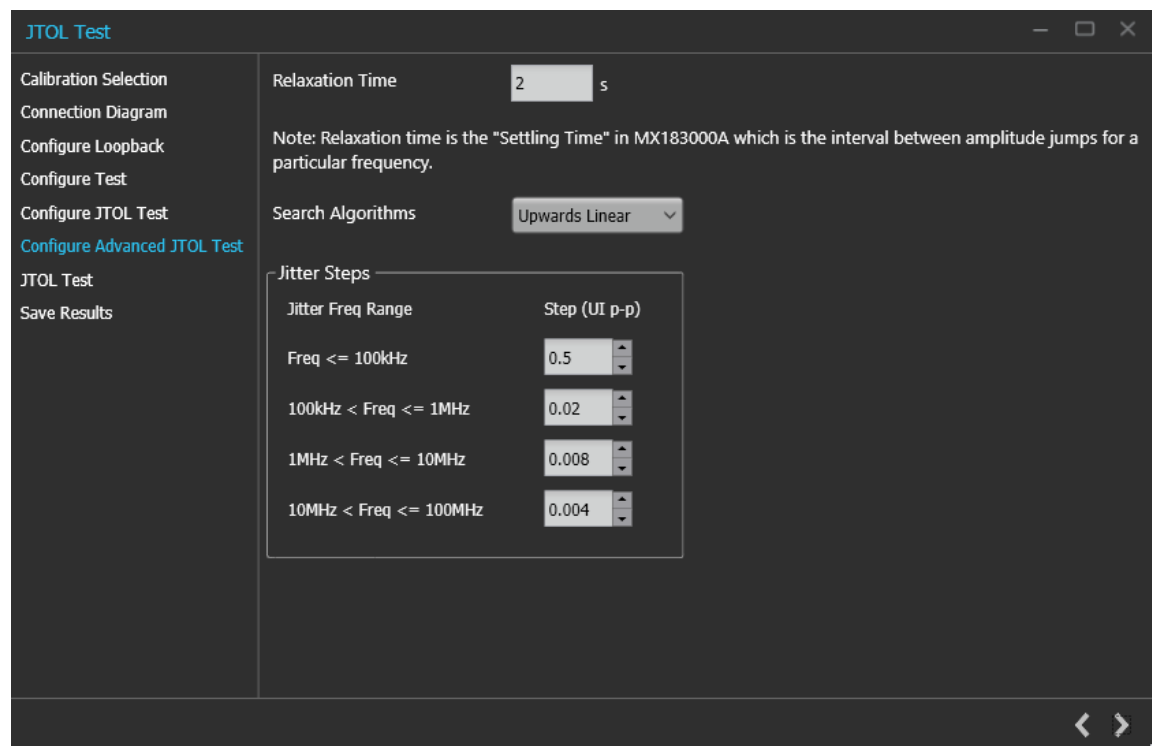 JTOL Test
Calibration Selection
Connection Diagram
Configure Loopback
Configure Test
Configure JTOL Test
Configure Advanced JTOL Test
JTOL Test
Save Results
Relaxation Time 2 s
Note: Relaxation time is the "Settling Time" in MX183000A which is the interval between amplitude jumps for a
particular frequency.
Search Algorithms Upwards Linear
Jitter Steps
Jitter Freq Range Step (UI p-p)
Freq <= 100kHz 0.5
100kHz < Freq <= 1MHz 0.02
1MHz < Freq <= 10MHz 0.008
10MHz < Freq <= 100MHz 0.004